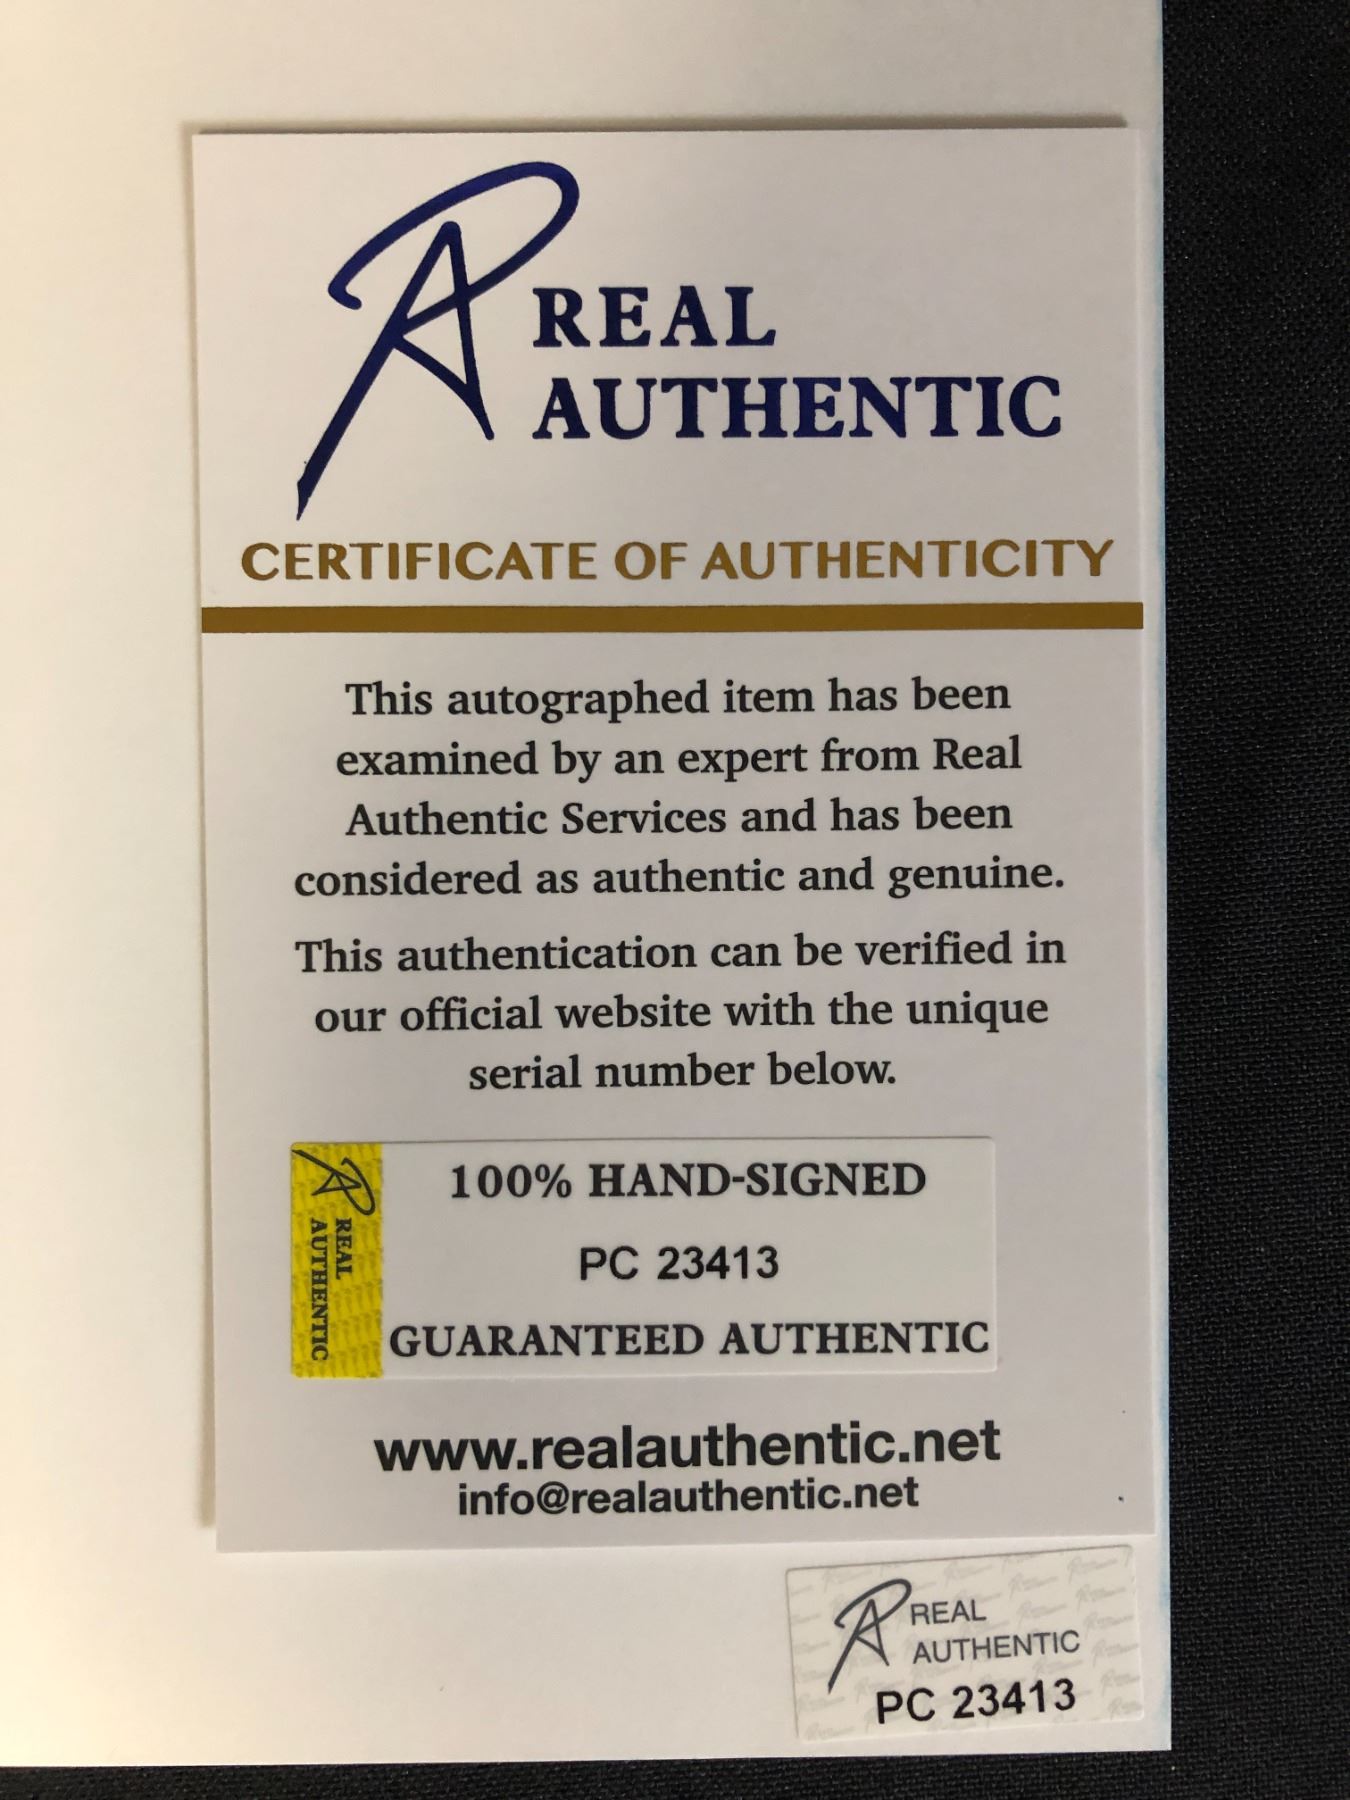 REAL
AUTHENTIC
CERTIFICATE OF AUTHENTICITY
This autographed item has been
examined by an expert from Real
Authentic Services and has been
considered as authentic and genuine.
This authentication can be verified in
our official website with the unique
serial number below.
REAL
AUTHENTIC
100% HAND-SIGNED
PC 23413
GUARANTEED AUTHENTIC
www.realauthentic.net
info@realauthentic.net
REAL
AUTHENTIC
PC 23413